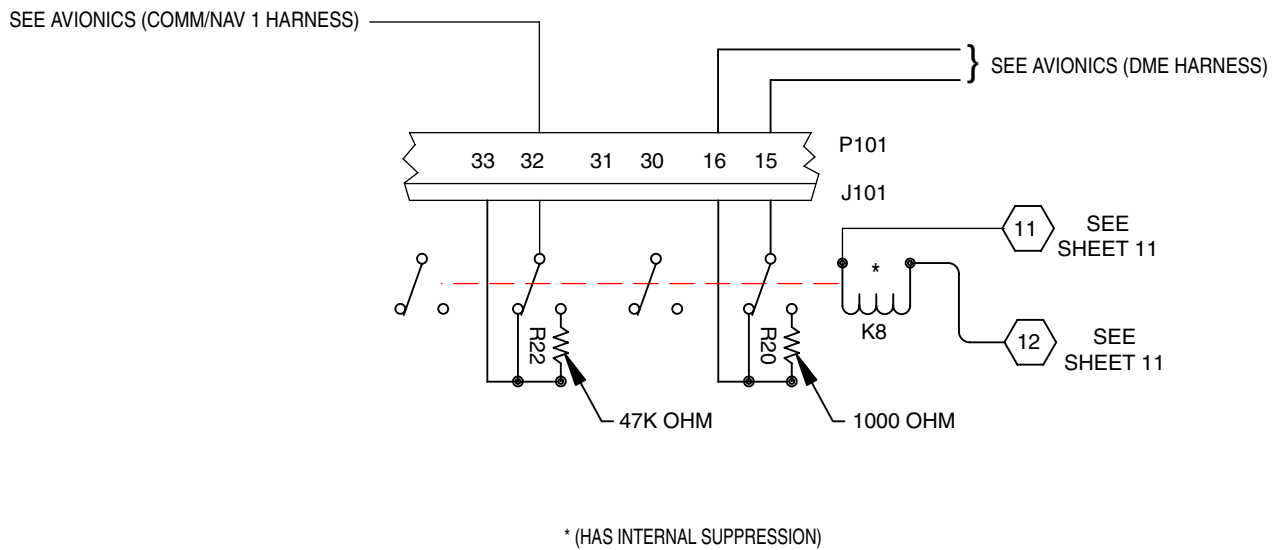 SEE AVIONICS (COMM/NAV 1 HARNESS)
} SEE AVIONICS (DME HARNESS)
P101
33 32 31 30 16 15
J101
11 SEE
SHEET 11
*
K8
12 SEE
SHEET 11
R22
R20
47K OHM
1000 OHM
* (HAS INTERNAL SUPPRESSION)